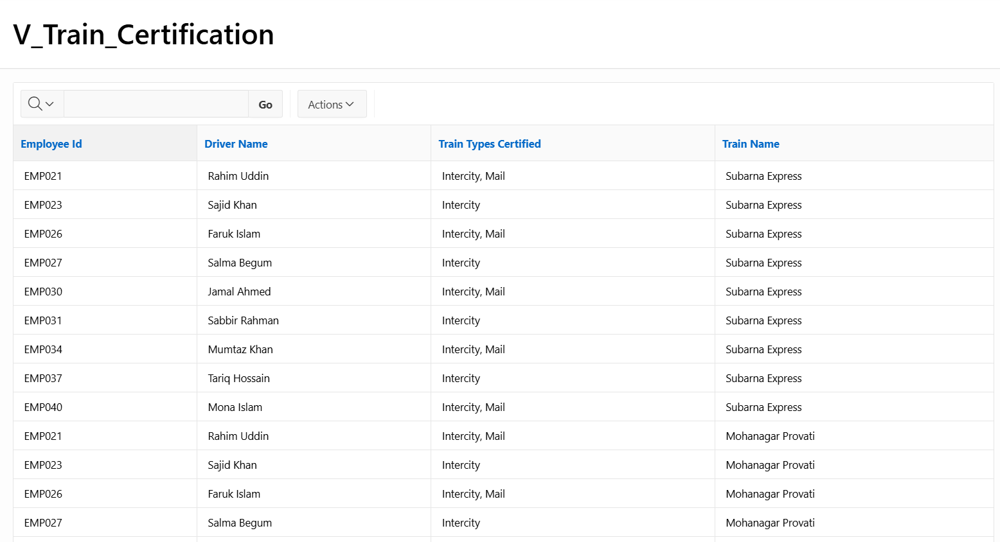 V_Train_Certification
Go Actions
Employee Id Driver Name Train Types Certified Train Name
EMP021 Rahim Uddin Intercity, Mail Subarna Express
EMP023 Sajid Khan Intercity Subarna Express
EMP026 Faruk Islam Intercity, Mail Subarna Express
EMP027 Salma Begum Intercity Subarna Express
EMP030 Jamal Ahmed Intercity, Mail Subarna Express
EMP031 Sabbir Rahman Intercity Subarna Express
EMP034 Mumtaz Khan Intercity, Mail Subarna Express
EMP037 Tariq Hossain Intercity Subarna Express
EMP040 Mona Islam Intercity, Mail Subarna Express
EMP021 Rahim Uddin Intercity, Mail Mohanagar Provati
EMP023 Sajid Khan Intercity Mohanagar Provati
EMP026 Faruk Islam Intercity, Mail Mohanagar Provati
EMP027 Salma Begum Intercity Mohanagar Provati